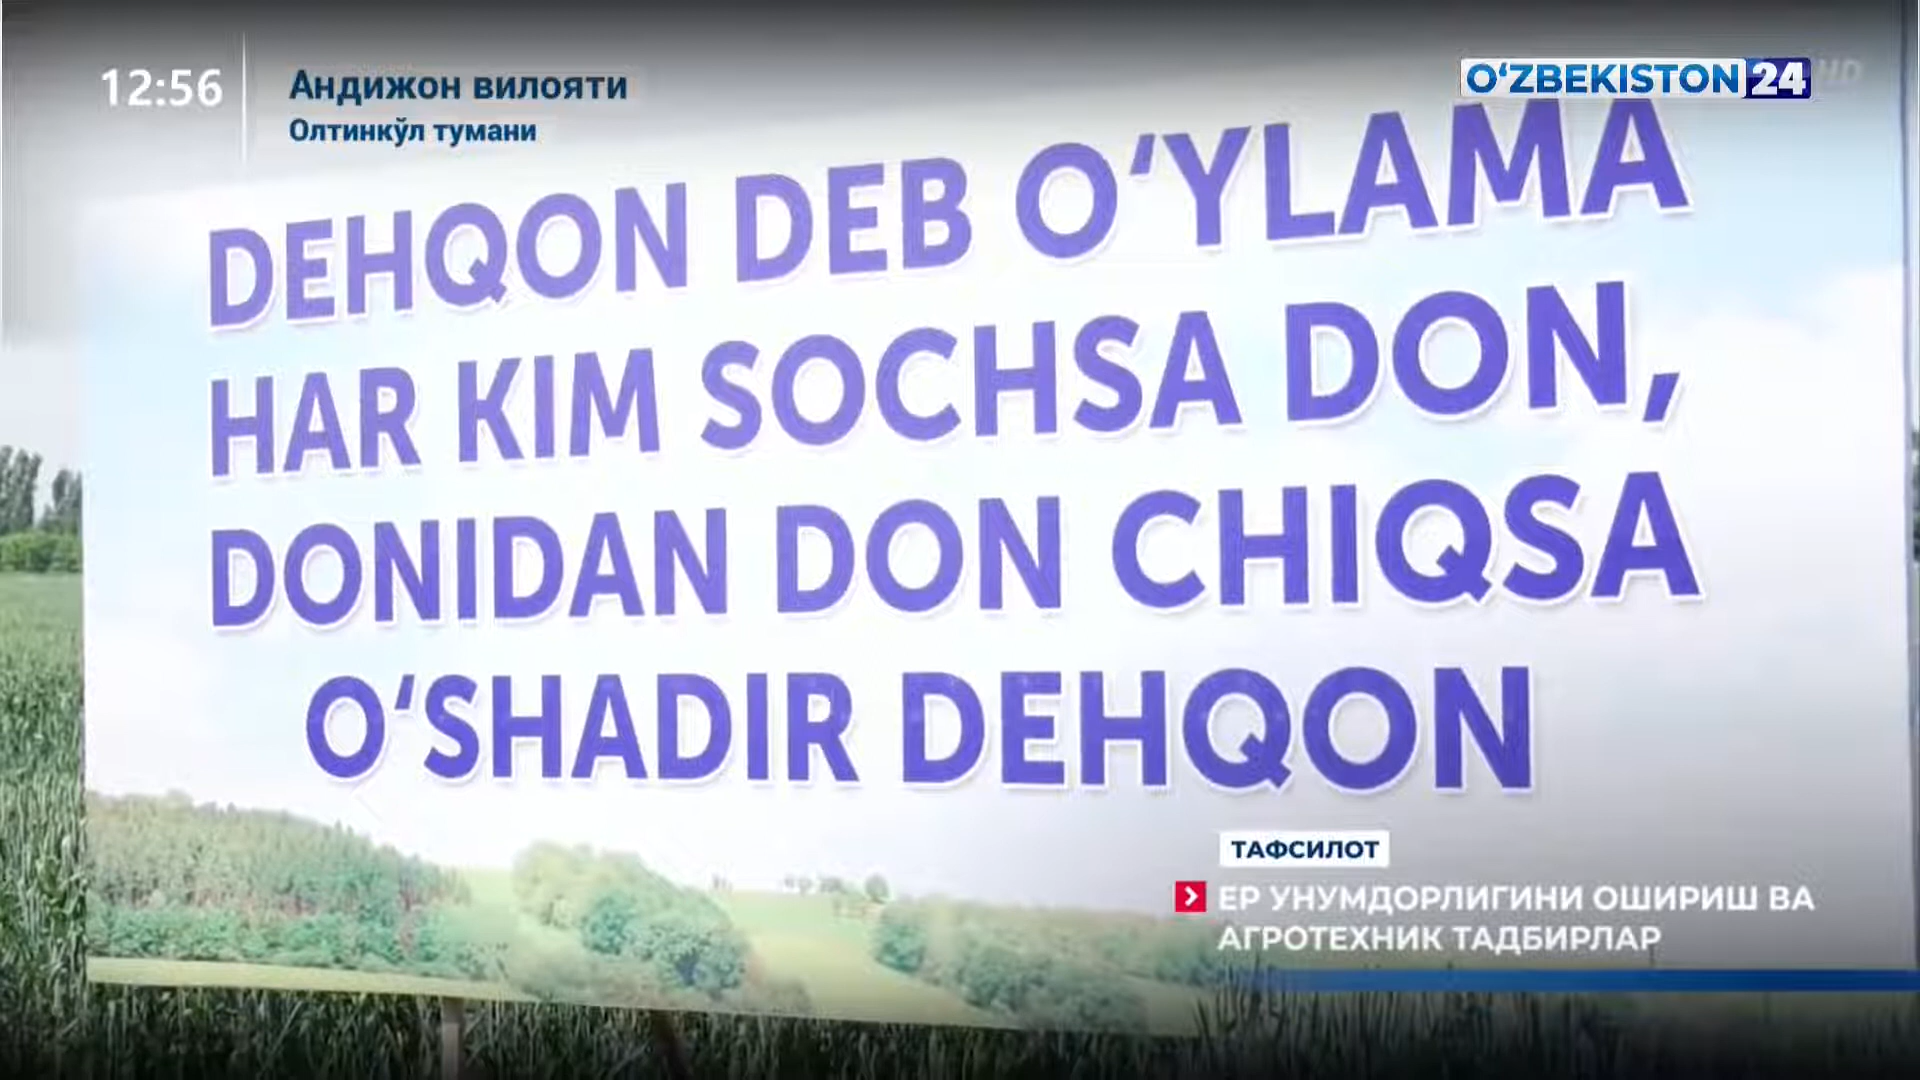 12:56
Андижон вилояти
Олтинкўл тумани
O‘ZBEKISTON 24
HD
DEHQON DEB O‘YLAMA
HAR KIM SOCHSA DON,
DONIDAN DON CHIQSA
O‘SHADIR DEHQON
ТАФСИЛОТ
ЕР УНУМДОРЛИГИНИ ОШИРИШ ВА
АГРОТЕХНИК ТАДБИРЛАР